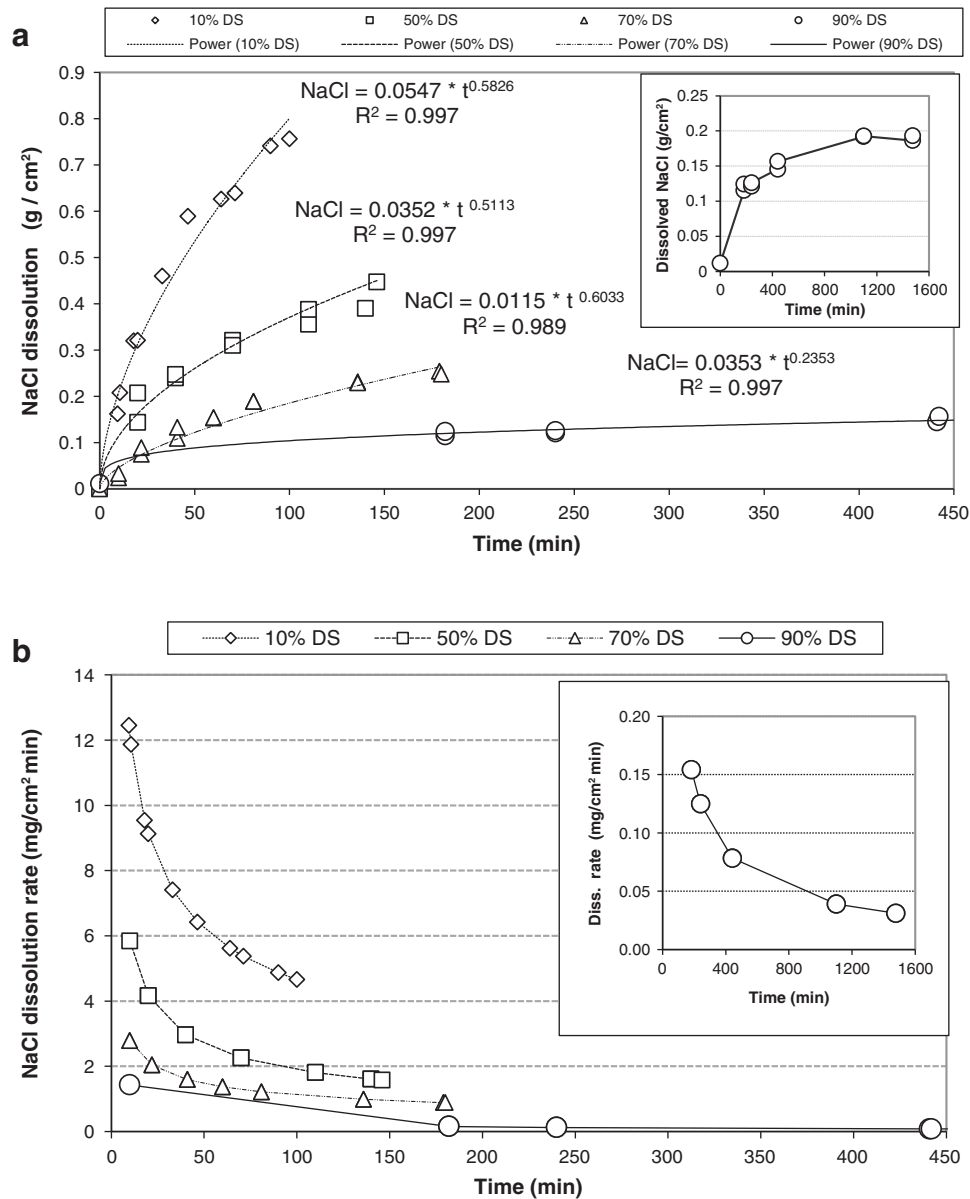 a
10% DS 50% DS 70% DS 90% DS
Power (10% DS) Power (50% DS) Power (70% DS) Power (90% DS)
NaCl dissolution (g / cm²)
0.9
0.8
0.7
0.6
0.5
0.4
0.3
0.2
0.1
0
NaCl = 0.0547 * t^0.5826
R² = 0.997
NaCl = 0.0352 * t^0.5113
R² = 0.997
NaCl = 0.0115 * t^0.6033
R² = 0.989
NaCl= 0.0353 * t^0.2353
R² = 0.997
0 50 100 150 200 250 300 350 400 450
Time (min)
Dissolved NaCl (g/cm²)
0.25
0.2
0.15
0.1
0.05
0
0 400 800 1200 1600
Time (min)
b
10% DS 50% DS 70% DS 90% DS
NaCl dissolution rate (mg/cm² min)
14
12
10
8
6
4
2
0
0 50 100 150 200 250 300 350 400 450
Time (min)
Diss. rate (mg/cm² min)
0.20
0.15
0.10
0.05
0.00
0 400 800 1200 1600
Time (min)